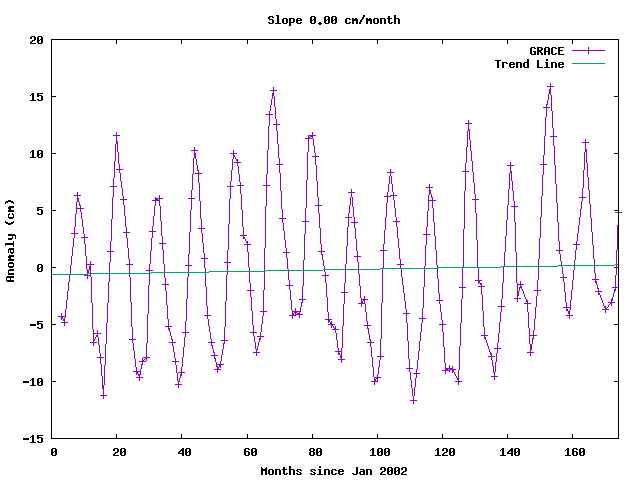 Slope 0.00 cm/month
GRACE
Trend Line
20
15
10
5
0
-5
-10
-15
Anomaly (cm)
0 20 40 60 80 100 120 140 160
Months since Jan 2002